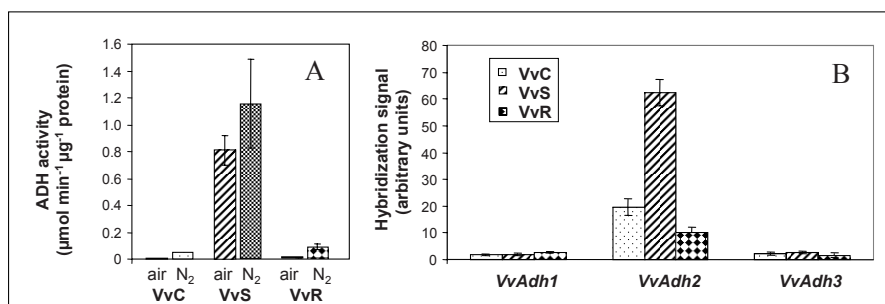 A
ADH activity
(µmol min⁻¹ µg⁻¹ protein)
1.6
1.4
1.2
1.0
0.8
0.6
0.4
0.2
0
air N₂ air N₂ air N₂
VvC VvS VvR
B
Hybridization signal
(arbitrary units)
80
70
60
50
40
30
20
10
0
VvC
VvS
VvR
VvAdh1 VvAdh2 VvAdh3